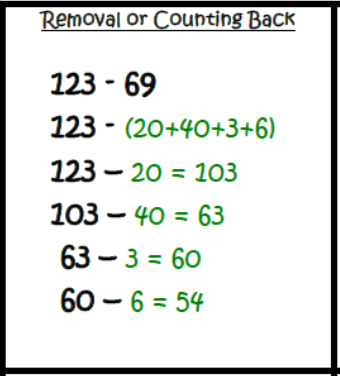 Removal or Counting Back
123 - 69
123 - (20+40+3+6)
123 – 20 = 103
103 – 40 = 63
63 – 3 = 60
60 – 6 = 54